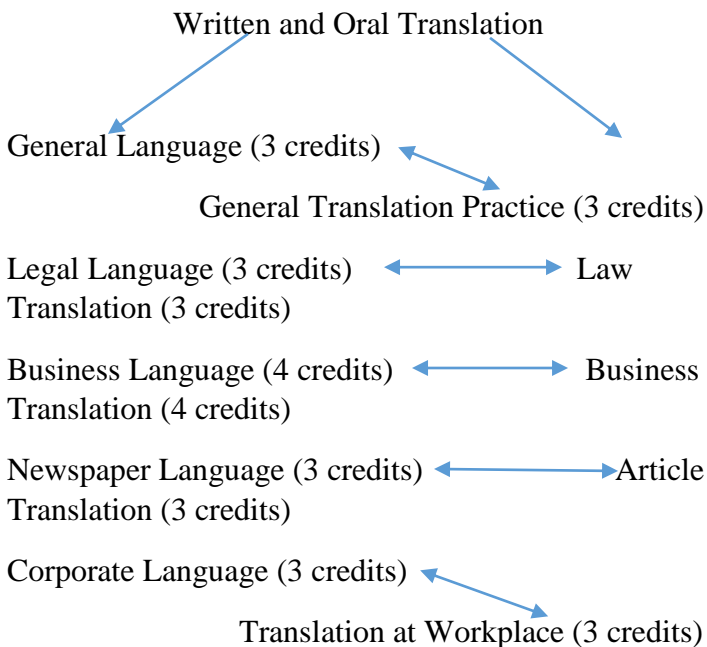 Written and Oral Translation
General Language (3 credits)
General Translation Practice (3 credits)
Legal Language (3 credits) Law
Translation (3 credits)
Business Language (4 credits) Business
Translation (4 credits)
Newspaper Language (3 credits) Article
Translation (3 credits)
Corporate Language (3 credits)
Translation at Workplace (3 credits)